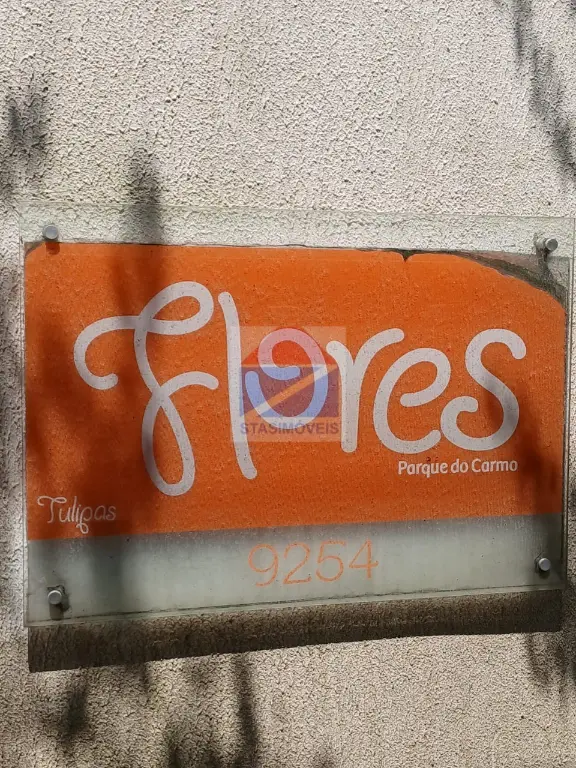 Flores
STASIMÓVEIS
Parque do Carmo
Tulipas
9254